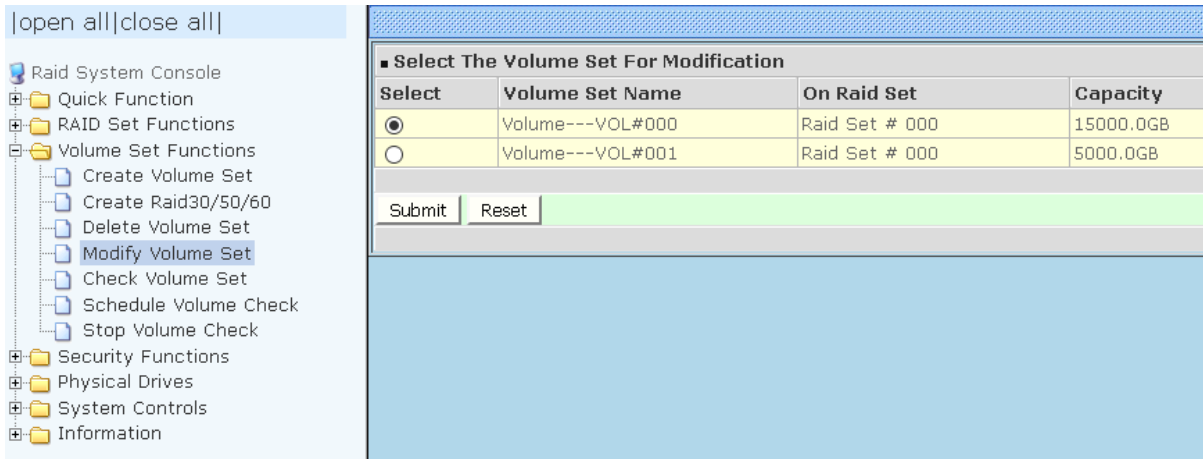 |open all|close all|
Raid System Console
Quick Function
RAID Set Functions
Volume Set Functions
Create Volume Set
Create Raid30/50/60
Delete Volume Set
Modify Volume Set
Check Volume Set
Schedule Volume Check
Stop Volume Check
Security Functions
Physical Drives
System Controls
Information
Select The Volume Set For Modification
Select Volume Set Name On Raid Set Capacity
Volume---VOL#000 Raid Set # 000 15000.0GB
Volume---VOL#001 Raid Set # 000 5000.0GB
Submit Reset